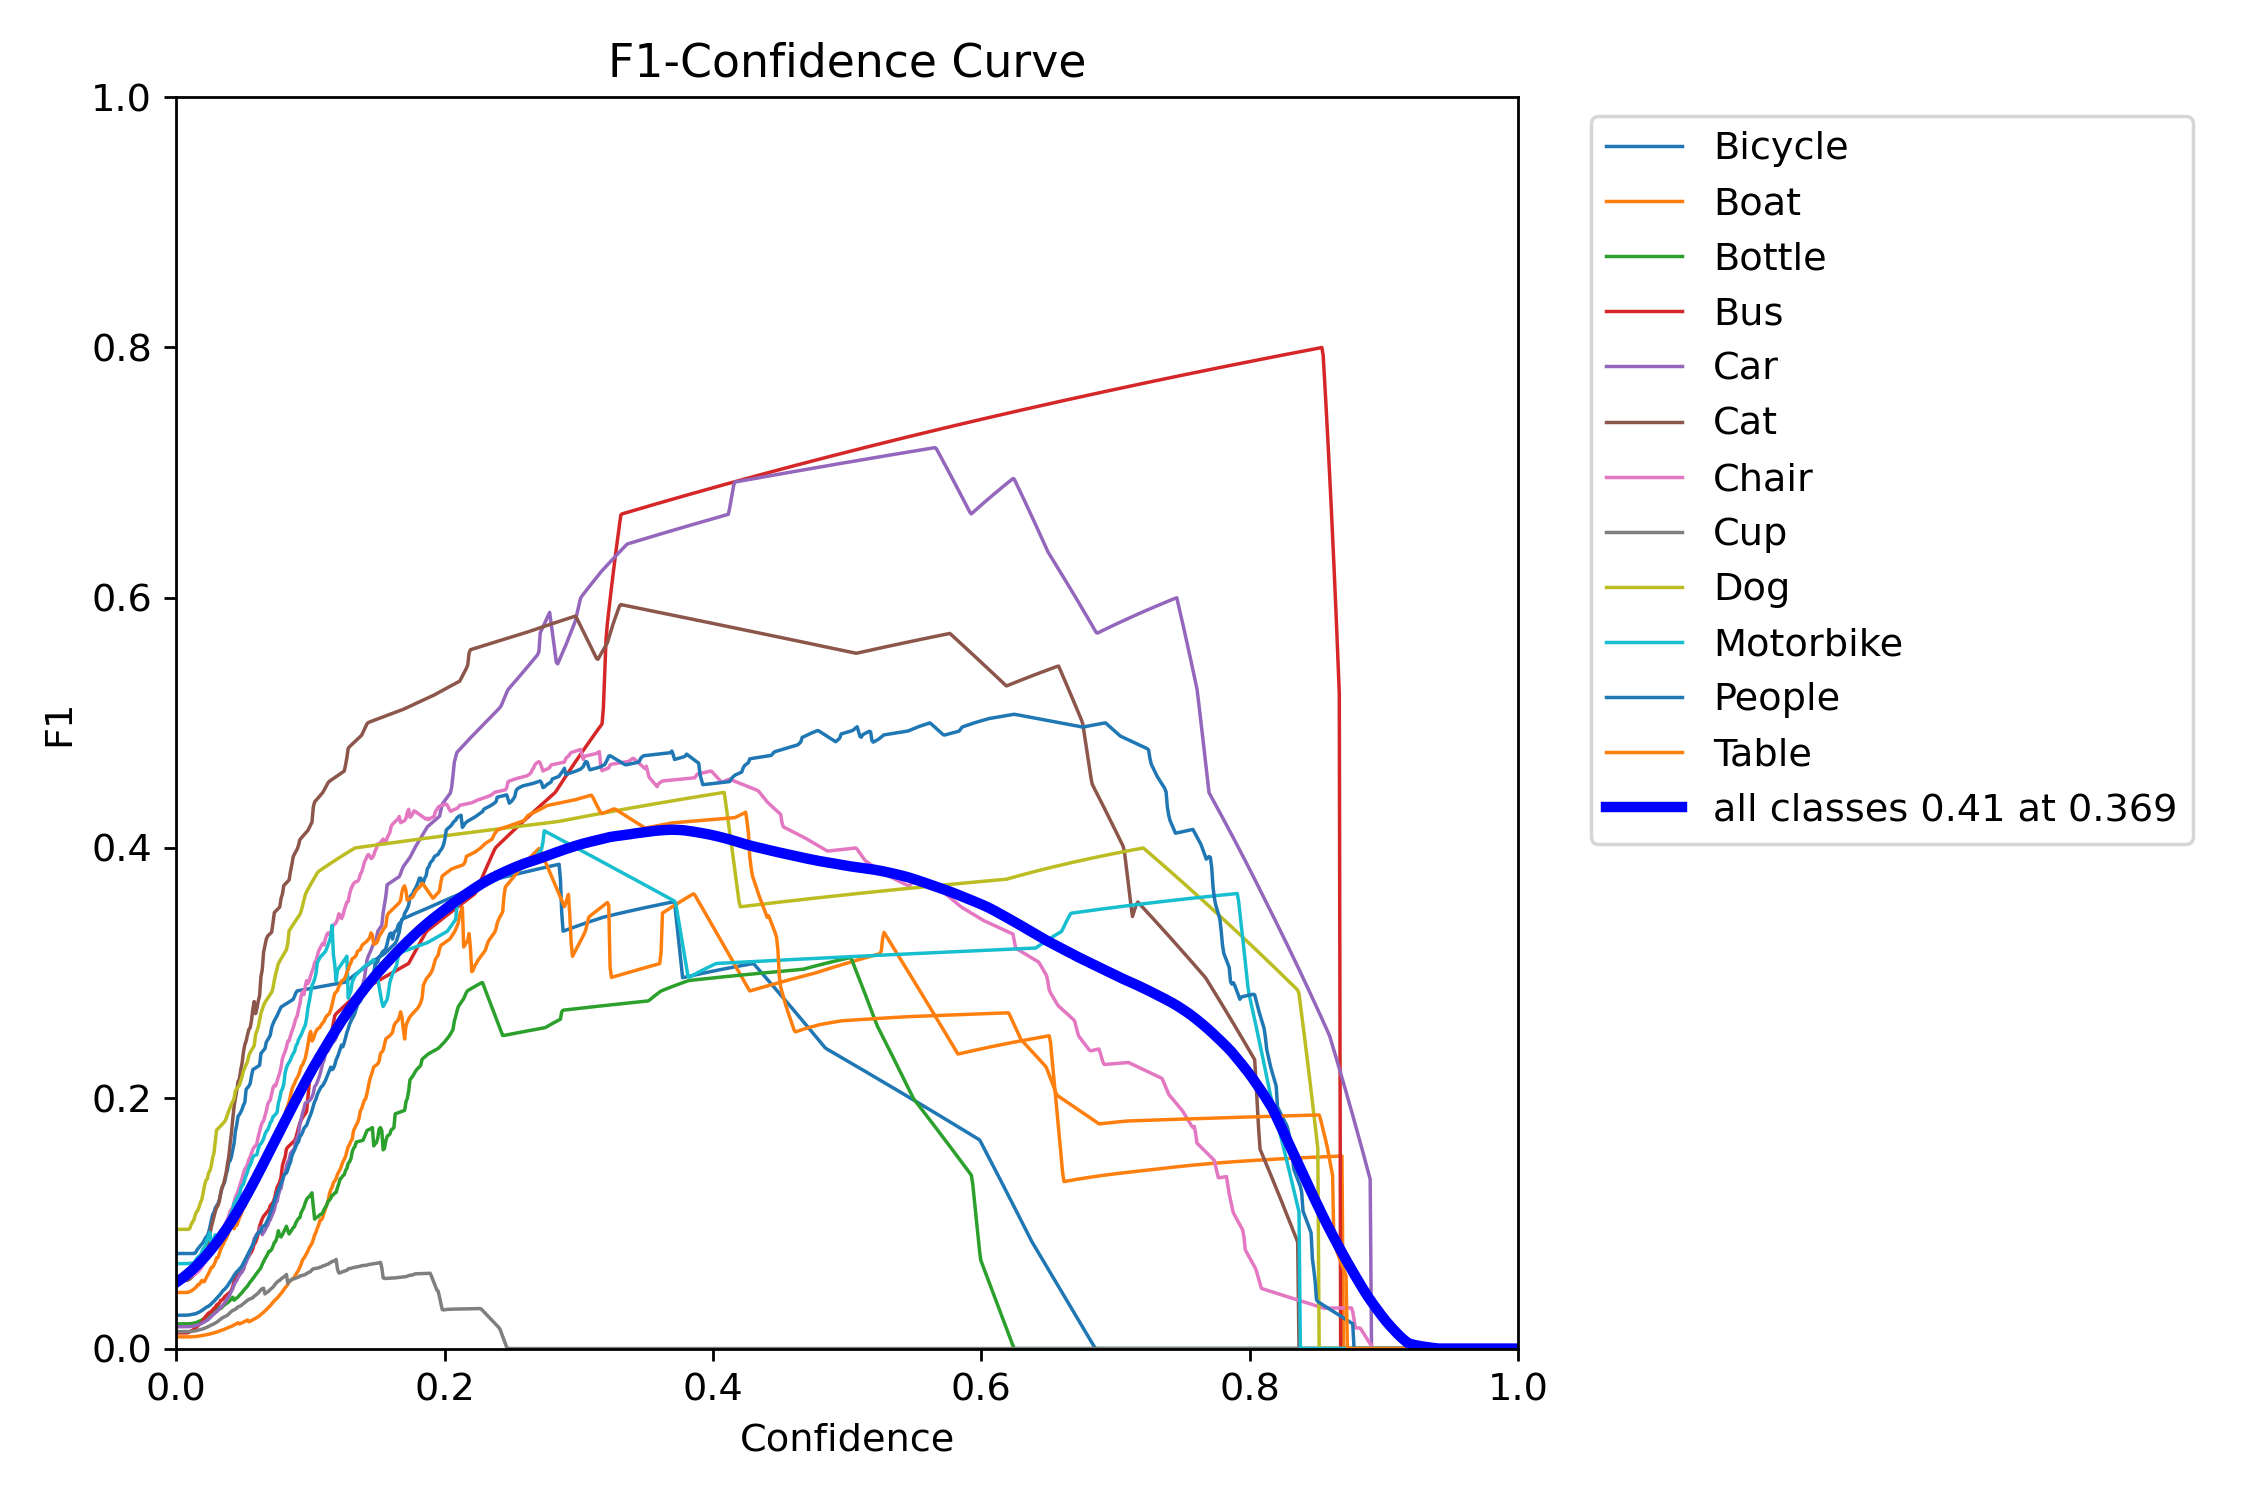 F1-Confidence Curve
1.0
0.8
0.6
0.4
0.2
0.0
F1
0.0 0.2 0.4 0.6 0.8 1.0
Confidence
Bicycle
Boat
Bottle
Bus
Car
Cat
Chair
Cup
Dog
Motorbike
People
Table
all classes 0.41 at 0.369